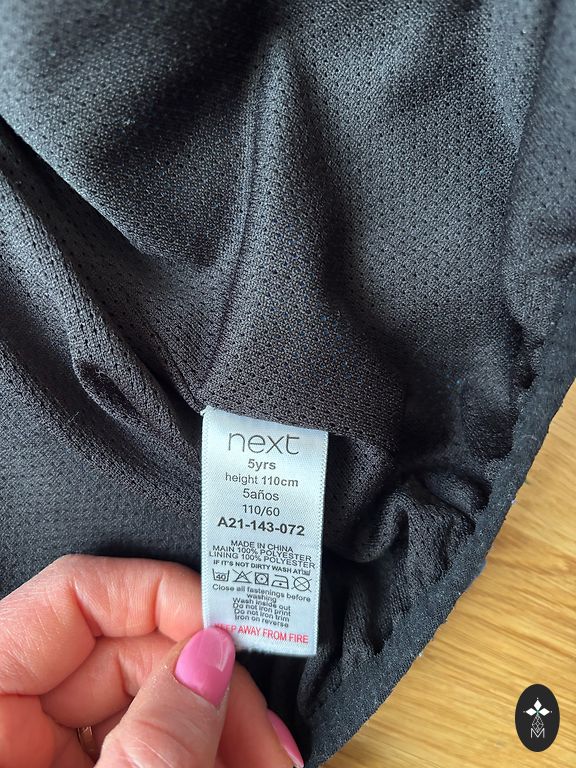 next
5yrs
height 110cm
5años
110/60
A21-143-072
MADE IN CHINA
MAIN 100% POLYESTER
LINING 100% POLYESTER
IF IT'S NOT DIRTY WASH AT
40
Close all fastenings before
washing
Wash inside out
Do not iron print
Do not iron trim
Iron on reverse
KEEP AWAY FROM FIRE
M